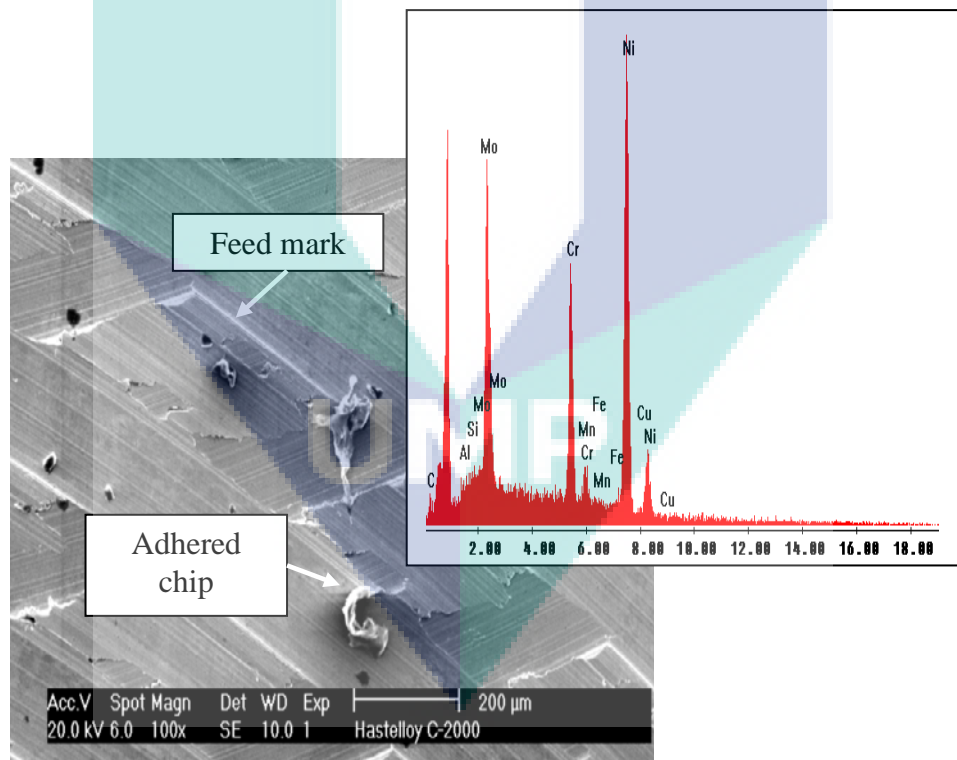 Ni
Mo
Cr
Mo
Mo
Fe
Cu
Si
Mn
Ni
Al
Cr
Fe
C
Mn
Cu
2.00 4.00 6.00 8.00 10.00 12.00 14.00 16.00 18.00
Feed mark
UMP
Adhered
chip
Acc.V Spot Magn Det WD Exp 200 µm
20.0 kV 6.0 100x SE 10.0 1 Hastelloy C-2000